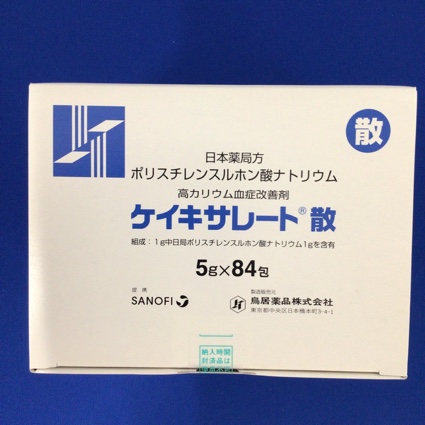 散
日本薬局方
ポリスチレンスルホン酸ナトリウム
高カリウム血症改善剤
ケイキサレート®散
組成：1g中日局ポリスチレンスルホン酸ナトリウム1gを含有
5g×84包
提携
SANOFI
製造販売元
鳥居薬品株式会社
東京都中央区日本橋本町3-4-1
納入時開
封済品は